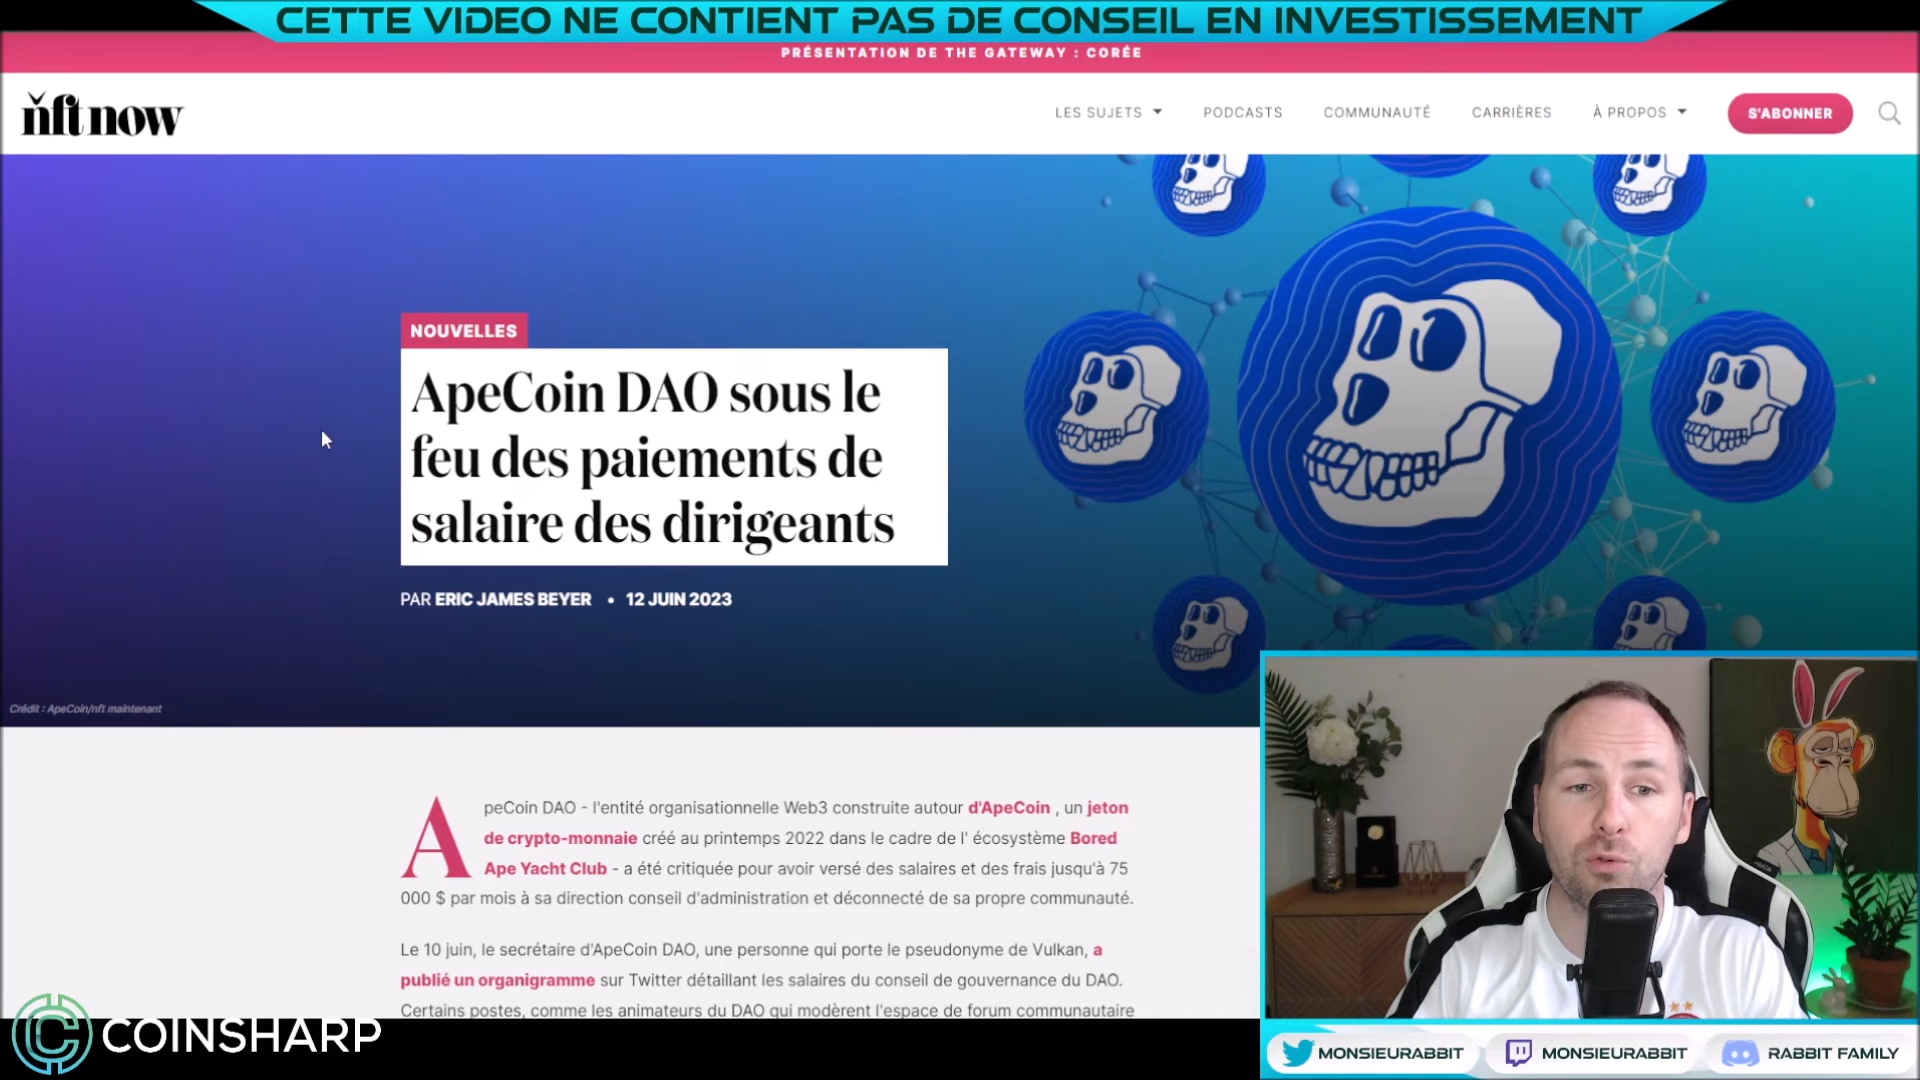 CETTE VIDEO NE CONTIENT PAS DE CONSEIL EN INVESTISSEMENT
PRÉSENTATION DE THE GATEWAY : CORÉE
nft now
LES SUJETS
PODCASTS
COMMUNAUTÉ
CARRIÈRES
À PROPOS
S'ABONNER
NOUVELLES
ApeCoin DAO sous le
feu des paiements de
salaire des dirigeants
PAR ERIC JAMES BEYER • 12 JUIN 2023
Crédit : ApeCoin/nft maintenant
ApeCoin DAO - l'entité organisationnelle Web3 construite autour d'ApeCoin , un jeton
de crypto-monnaie créé au printemps 2022 dans le cadre de l' écosystème Bored
Ape Yacht Club - a été critiquée pour avoir versé des salaires et des frais jusqu'à 75
000 $ par mois à sa direction conseil d'administration et déconnecté de sa propre communauté.
Le 10 juin, le secrétaire d'ApeCoin DAO, une personne qui porte le pseudonyme de Vulkan, a
publié un organigramme sur Twitter détaillant les salaires du conseil de gouvernance du DAO.
Certains postes, comme les animateurs du DAO qui modèrent l'espace de forum communautaire
COINSHARP
MONSIEURABBIT
MONSIEURABBIT
RABBIT FAMILY